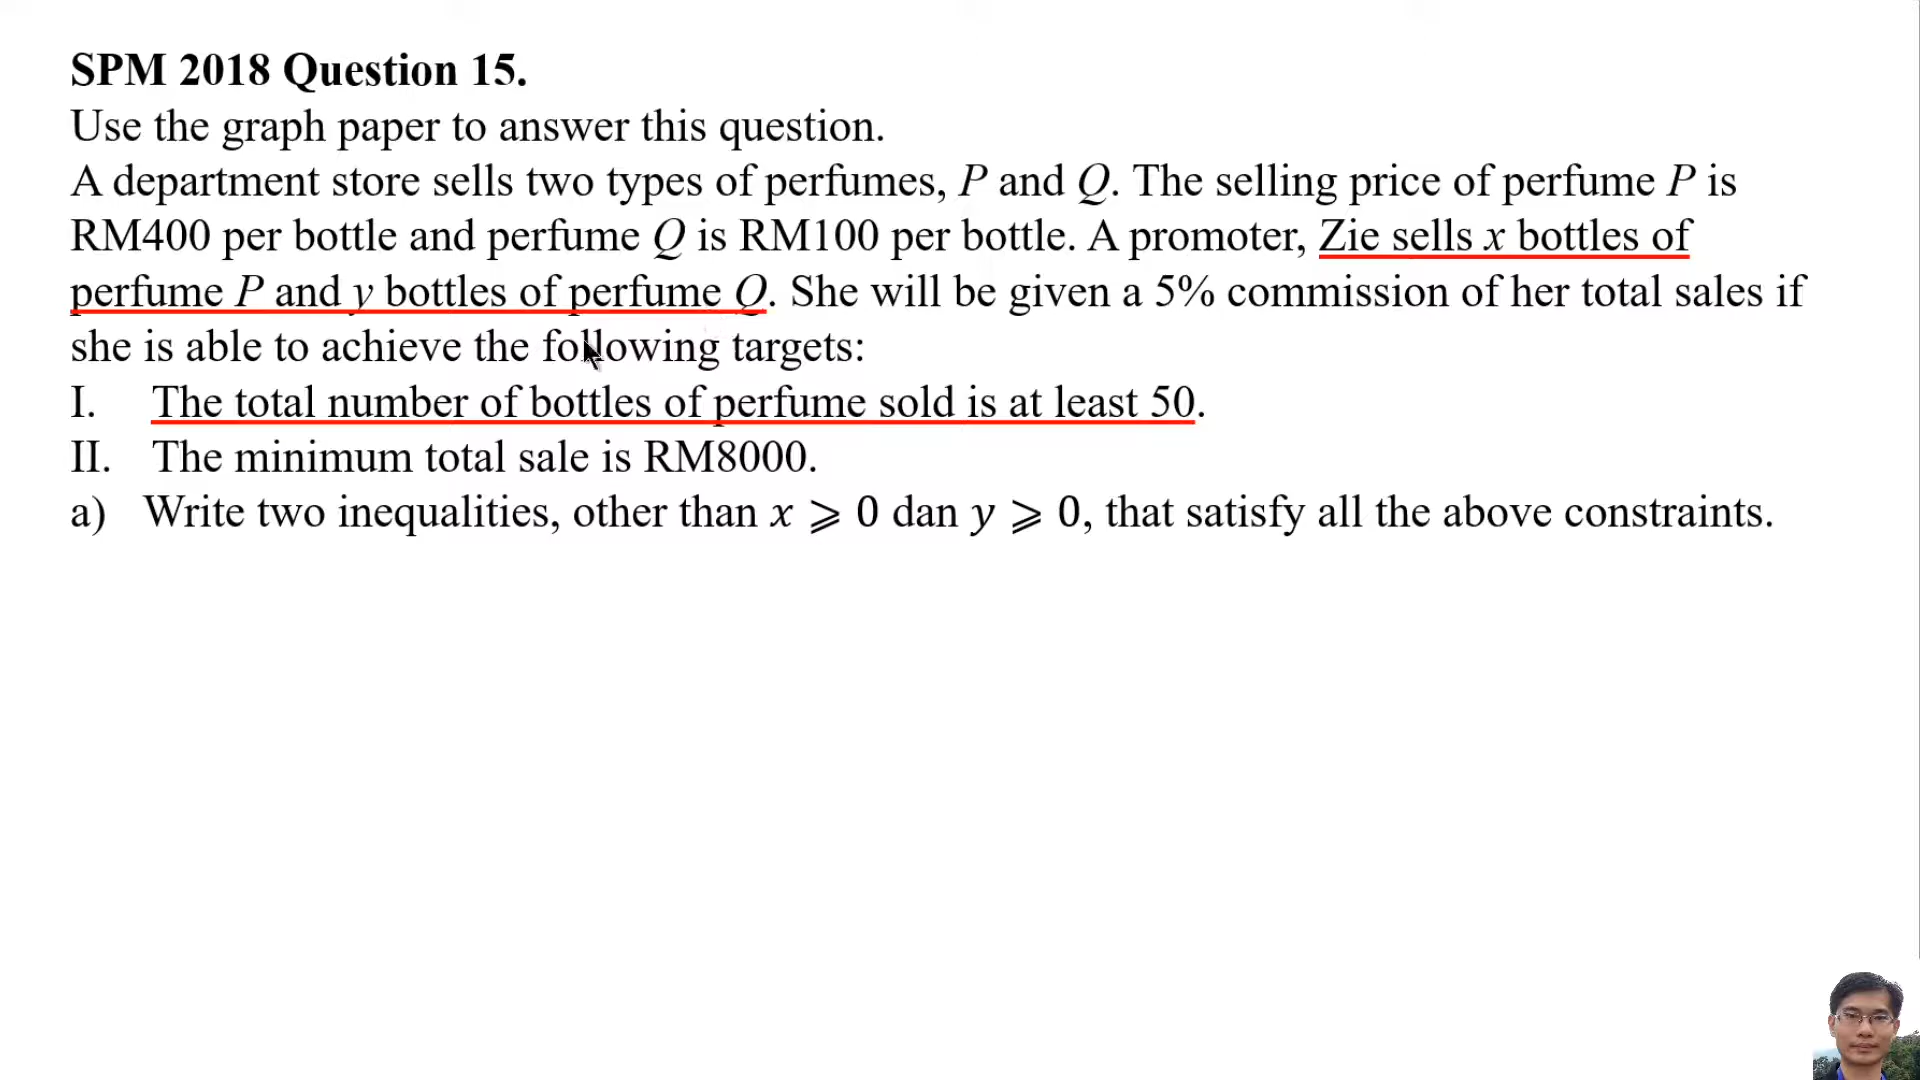 SPM 2018 Question 15.
Use the graph paper to answer this question.
A department store sells two types of perfumes, P and Q. The selling price of perfume P is
RM400 per bottle and perfume Q is RM100 per bottle. A promoter, Zie sells x bottles of
perfume P and y bottles of perfume Q. She will be given a 5% commission of her total sales if
she is able to achieve the following targets:
I. The total number of bottles of perfume sold is at least 50.
II. The minimum total sale is RM8000.
a) Write two inequalities, other than x ⩾ 0 dan y ⩾ 0, that satisfy all the above constraints.